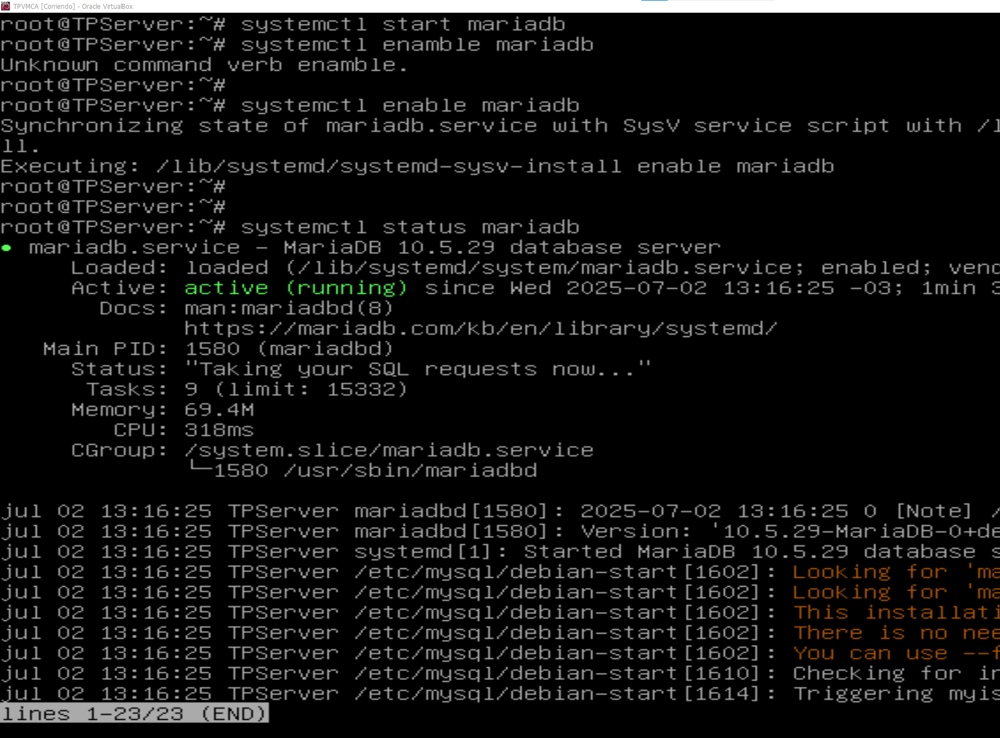 TPVMCA [Corriendo] - Oracle VirtualBox
root@TPServer:~# systemctl start mariadb
root@TPServer:~# systemctl enamble mariadb
Unknown command verb enamble.
root@TPServer:~#
root@TPServer:~# systemctl enable mariadb
Synchronizing state of mariadb.service with SysV service script with /l
ll.
Executing: /lib/systemd/systemd-sysv-install enable mariadb
root@TPServer:~#
root@TPServer:~#
root@TPServer:~# systemctl status mariadb
● mariadb.service - MariaDB 10.5.29 database server
Loaded: loaded (/lib/systemd/system/mariadb.service; enabled; vend
Active: active (running) since Wed 2025-07-02 13:16:25 -03; 1min 3
Docs: man:mariadbd(8)
https://mariadb.com/kb/en/library/systemd/
Main PID: 1580 (mariadbd)
Status: "Taking your SQL requests now..."
Tasks: 9 (limit: 15332)
Memory: 69.4M
CPU: 318ms
CGroup: /system.slice/mariadb.service
└─1580 /usr/sbin/mariadbd
jul 02 13:16:25 TPServer mariadbd[1580]: 2025-07-02 13:16:25 0 [Note] /
jul 02 13:16:25 TPServer mariadbd[1580]: Version: '10.5.29-MariaDB-0+de
jul 02 13:16:25 TPServer systemd[1]: Started MariaDB 10.5.29 database s
jul 02 13:16:25 TPServer /etc/mysql/debian-start[1602]: Looking for 'ma
jul 02 13:16:25 TPServer /etc/mysql/debian-start[1602]: Looking for 'ma
jul 02 13:16:25 TPServer /etc/mysql/debian-start[1602]: This installati
jul 02 13:16:25 TPServer /etc/mysql/debian-start[1602]: There is no nee
jul 02 13:16:25 TPServer /etc/mysql/debian-start[1602]: You can use --f
jul 02 13:16:25 TPServer /etc/mysql/debian-start[1610]: Checking for in
jul 02 13:16:25 TPServer /etc/mysql/debian-start[1614]: Triggering myis
lines 1-23/23 (END)